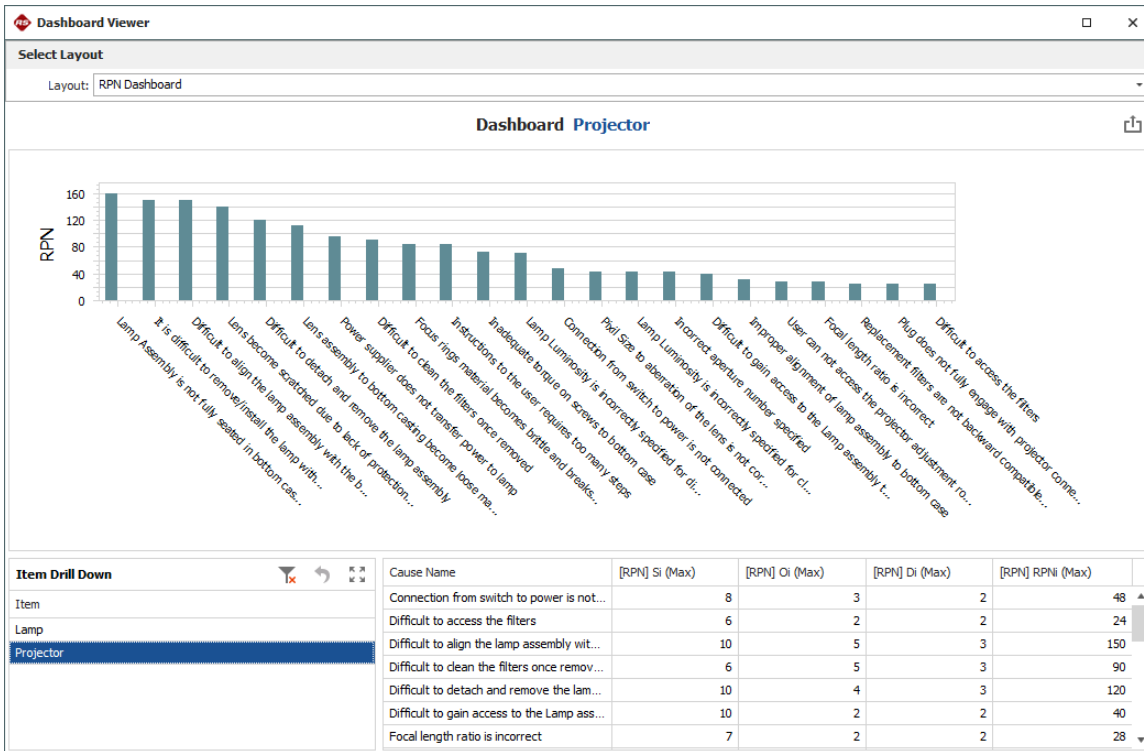 Dashboard Viewer
Select Layout
Layout: RPN Dashboard
Dashboard Projector
RPN
160
120
80
40
0
Lamp Assembly is not fully seated in bottom cas...
It is difficult to remove/install the lamp with...
Difficult to align the lamp assembly with the b...
Lens become scratched due to lack of protection...
Difficult to detach and remove the lamp assembly
Lens assembly to bottom casting become loose ma...
Power supplier does not transfer power to lamp
Difficult to clean the filters once removed
Focus rings material becomes brittle and breaks...
Instructions to the user requires too many steps
Inadequate torque on screws to bottom case
Lamp Luminosity is incorrectly specified for di...
Connection from switch to power is not connected
Pixil Size to aberration of the lens is not cor...
Lamp Luminosity is incorrectly specified for cl...
Incorrect aperture number specified
Difficult to gain access to the Lamp assembly t...
Improper alignment of lamp assembly to bottom case
User can not access the projector adjustment ro...
Focal length ratio is incorrect
Replacement filters are not backward compatible...
Plug does not fully engage with projector conne...
Difficult to access the filters
Item Drill Down
Item
Lamp
Projector
Cause Name [RPN] Si (Max) [RPN] Oi (Max) [RPN] Di (Max) [RPN] RPNi (Max)
Connection from switch to power is not... 8 3 2 48
Difficult to access the filters 6 2 2 24
Difficult to align the lamp assembly wit... 10 5 3 150
Difficult to clean the filters once remov... 6 5 3 90
Difficult to detach and remove the lam... 10 4 3 120
Difficult to gain access to the Lamp ass... 10 2 2 40
Focal length ratio is incorrect 7 2 2 28